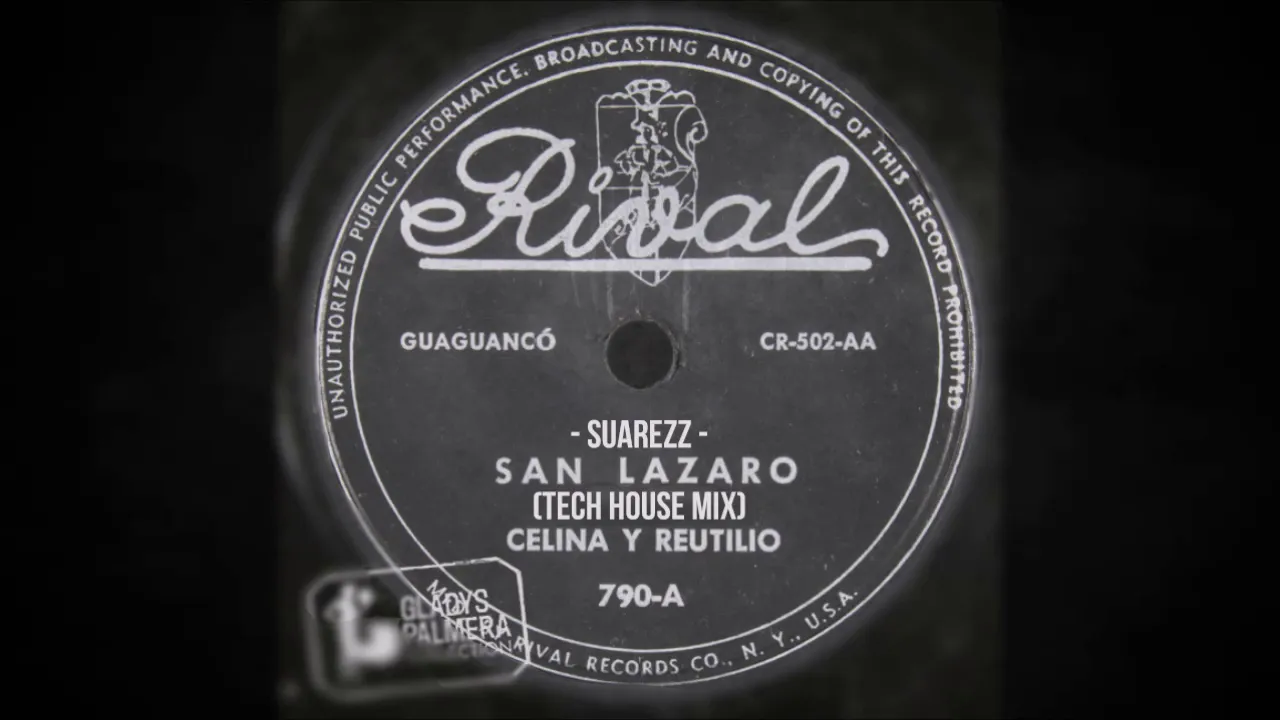 UNAUTHORIZED PUBLIC PERFORMANCE, BROADCASTING AND COPYING OF THIS RECORD PROHIBITED
Rival
GUAGUANCÓ
CR-502-AA
- SUAREZZ -
SAN LAZARO
(TECH HOUSE MIX)
CELINA Y REUTILIO
790-A
GLADYS
PALMERA
RIVAL RECORDS CO., N. Y., U.S.A.